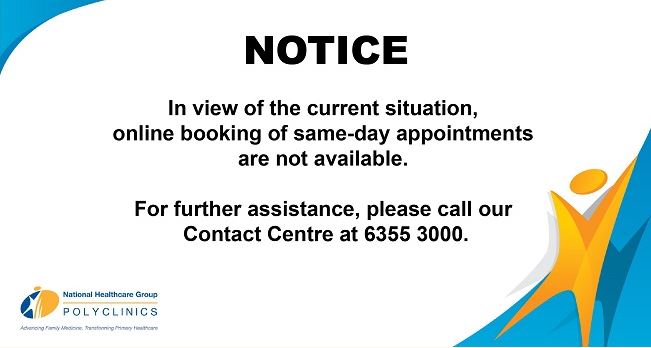 NOTICE
In view of the current situation,
online booking of same-day appointments
are not available.
For further assistance, please call our
Contact Centre at 6355 3000.
National Healthcare Group
POLYCLINICS
Advancing Family Medicine, Transforming Primary Healthcare